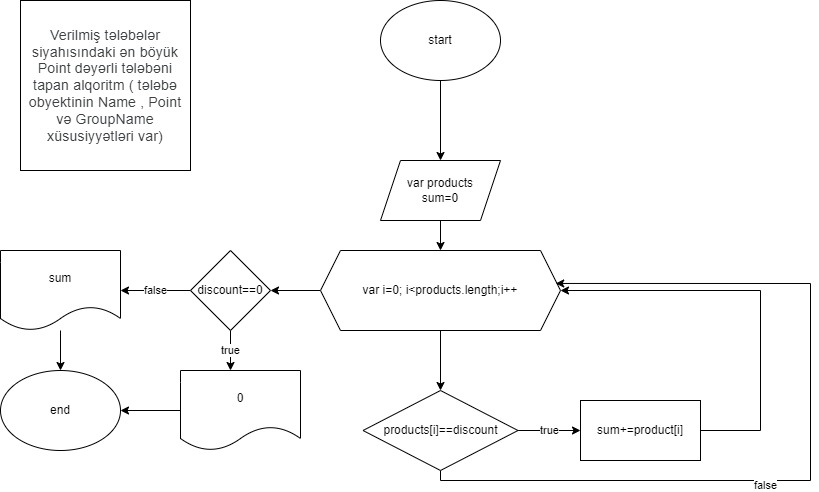 Verilmiş tələbələr
siyahısındaki ən böyük
Point dəyərli tələbəni
tapan alqoritm ( tələbə
obyektinin Name , Point
və GroupName
xüsusiyyətləri var)
start
var products
sum=0
var i=0; i<products.length;i++
discount==0
false
sum
true
0
end
products[i]==discount
true
sum+=product[i]
false